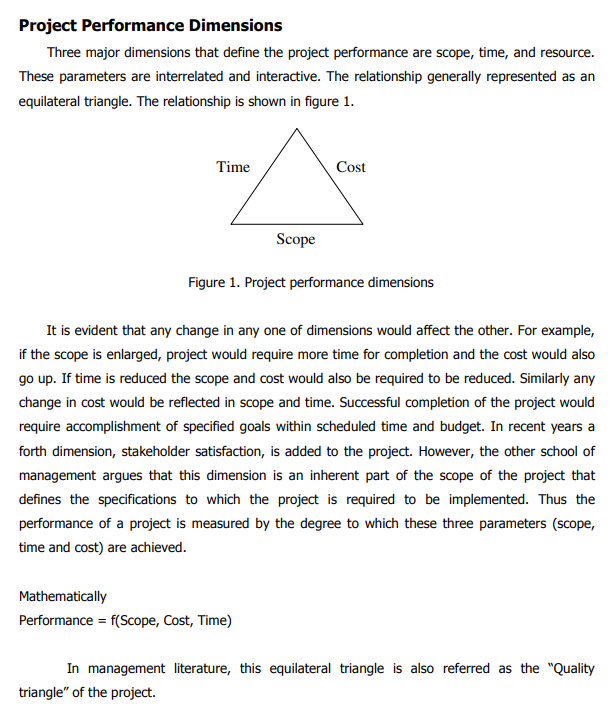 Project Performance Dimensions
Three major dimensions that define the project performance are scope, time, and resource.
These parameters are interrelated and interactive. The relationship generally represented as an
equilateral triangle. The relationship is shown in figure 1.
Time
Cost
Scope
Figure 1. Project performance dimensions
It is evident that any change in any one of dimensions would affect the other. For example,
if the scope is enlarged, project would require more time for completion and the cost would also
go up. If time is reduced the scope and cost would also be required to be reduced. Similarly any
change in cost would be reflected in scope and time. Successful completion of the project would
require accomplishment of specified goals within scheduled time and budget. In recent years a
forth dimension, stakeholder satisfaction, is added to the project. However, the other school of
management argues that this dimension is an inherent part of the scope of the project that
defines the specifications to which the project is required to be implemented. Thus the
performance of a project is measured by the degree to which these three parameters (scope,
time and cost) are achieved.
Mathematically
Performance = f(Scope, Cost, Time)
In management literature, this equilateral triangle is also referred as the “Quality
triangle” of the project.